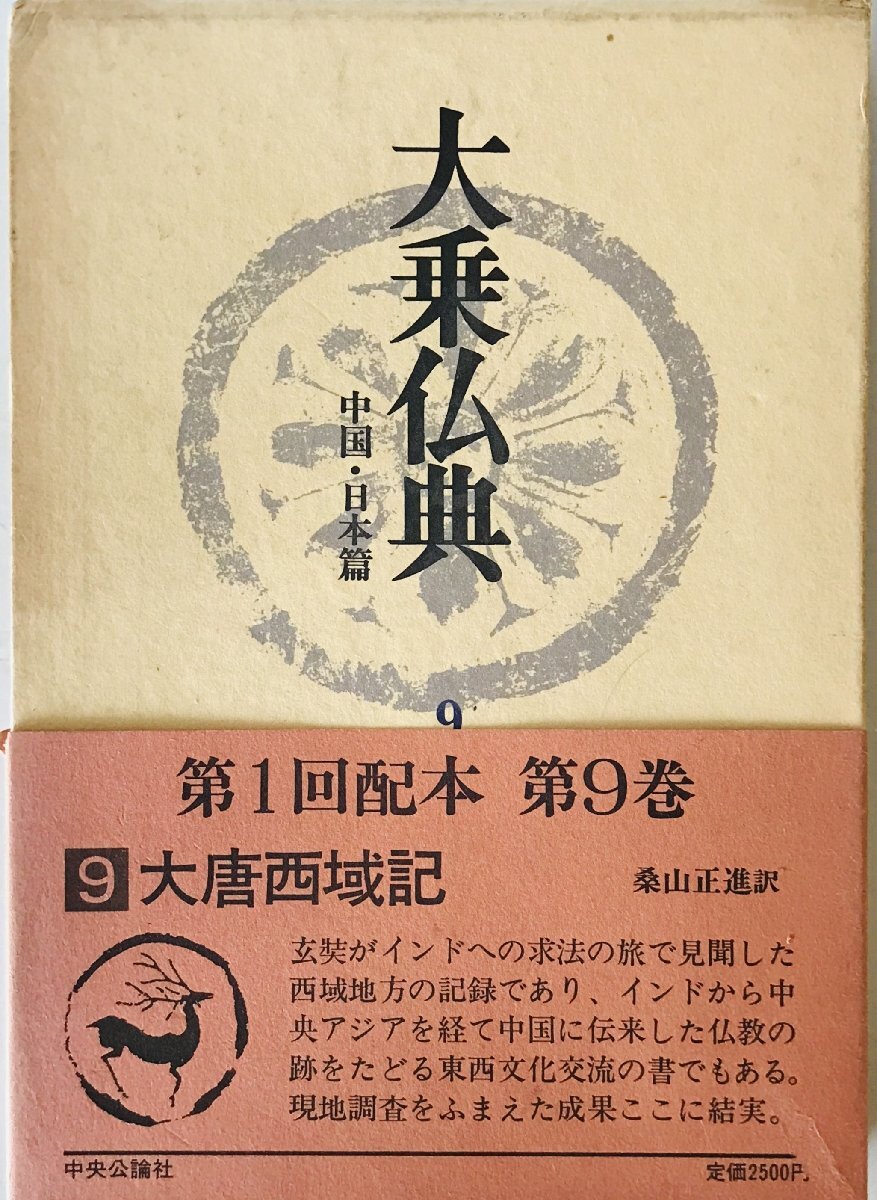 大乗仏典
中国・日本篇
9
第1回配本 第9巻
9 大唐西域記
桑山正進訳
玄奘がインドへの求法の旅で見聞した
西域地方の記録であり、インドから中
央アジアを経て中国に伝来した仏教の
跡をたどる東西文化交流の書でもある。
現地調査をふまえた成果ここに結実。
中央公論社
定価2500円